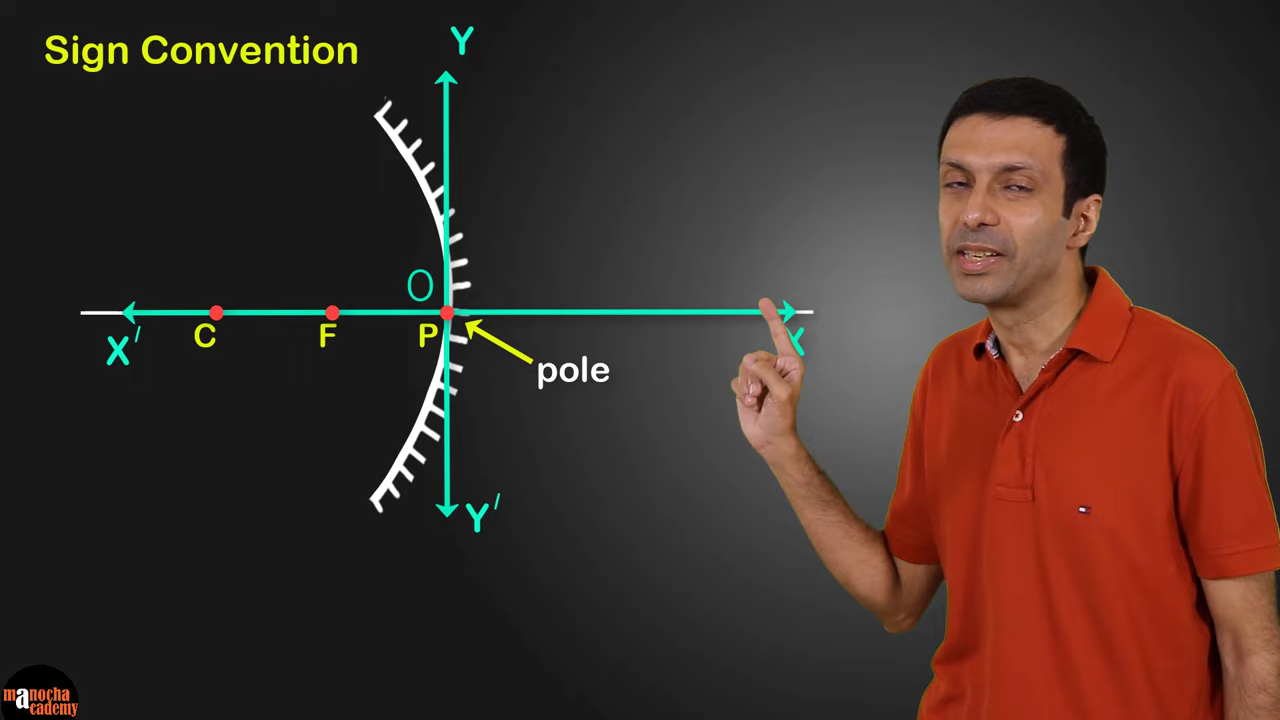 Sign Convention
Y
O
X′
C
F
P
X
pole
Y′
manocha
academy